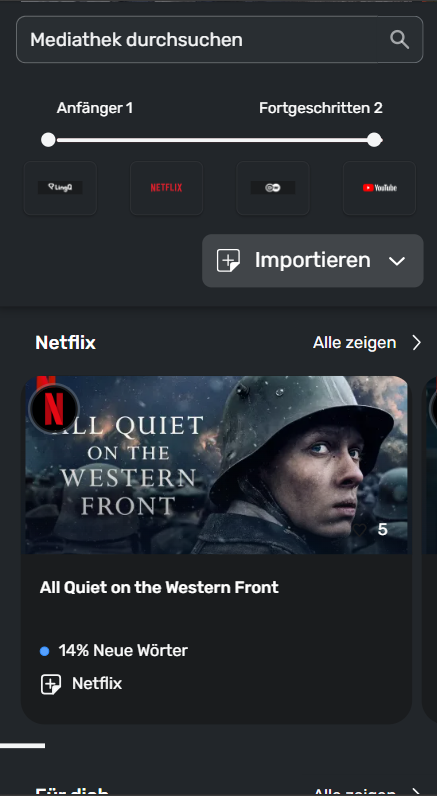 Mediathek durchsuchen
Anfänger 1
Fortgeschritten 2
LingQ
NETFLIX
YouTube
Importieren
Netflix
Alle zeigen
N
ALL QUIET
ON THE
WESTERN
FRONT
5
All Quiet on the Western Front
14% Neue Wörter
Netflix
Für dich
Alle zeigen